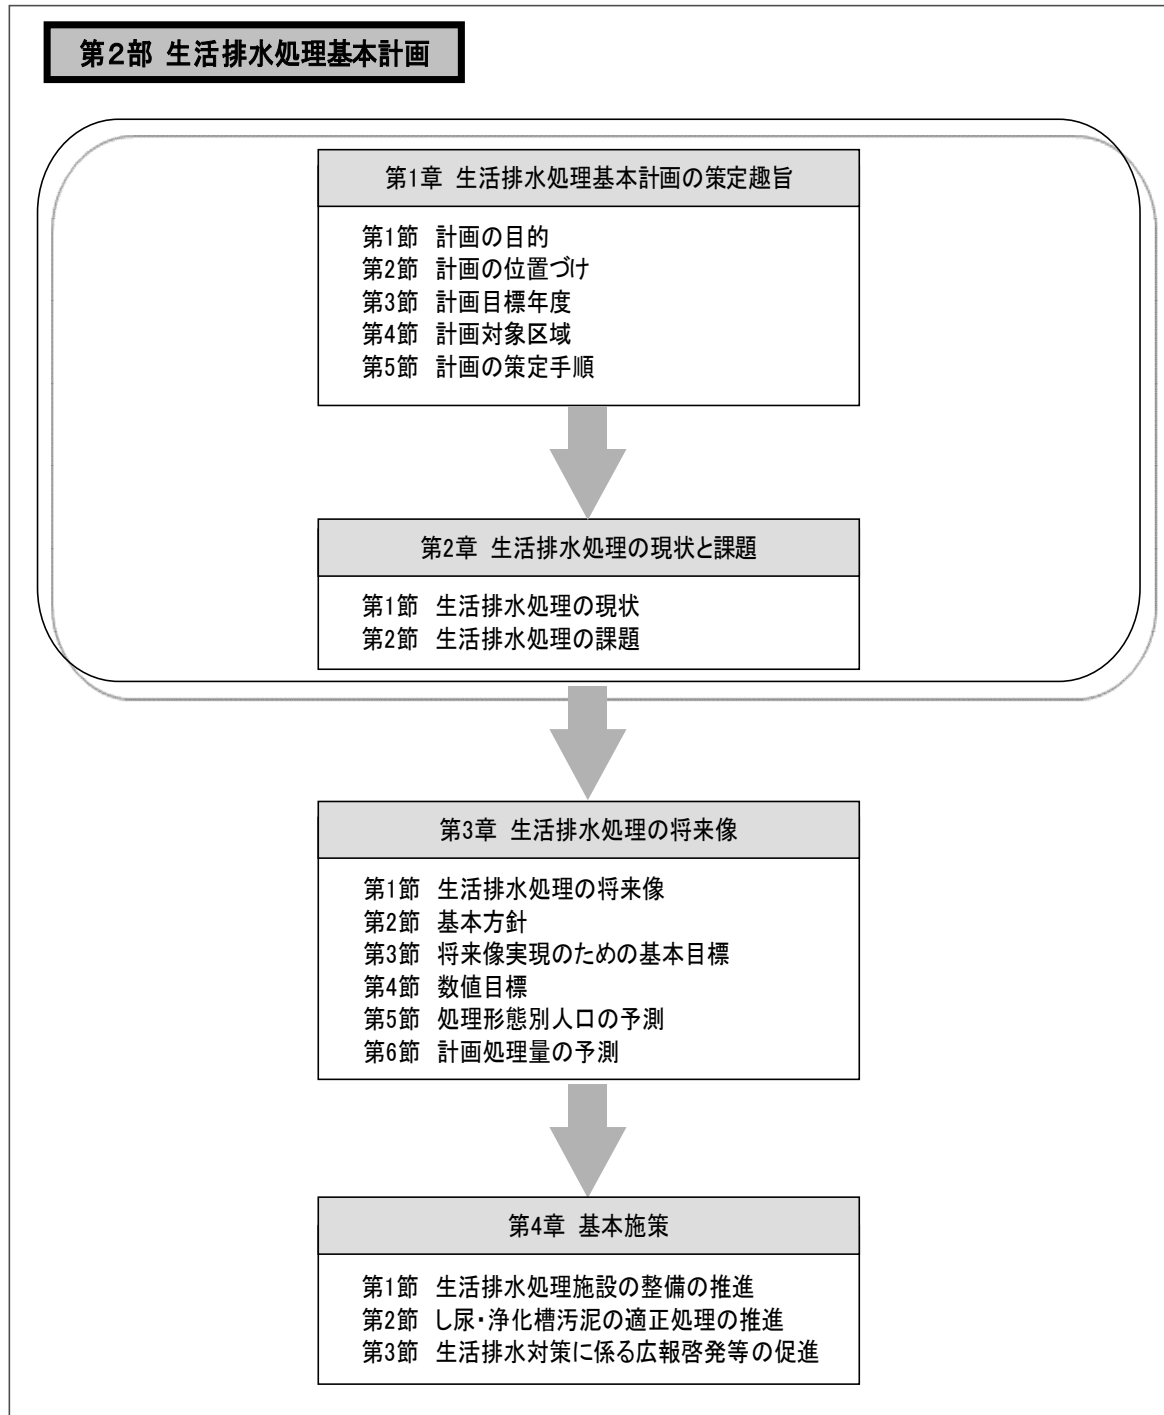 第2部 生活排水処理基本計画
第1章 生活排水処理基本計画の策定趣旨
第1節 計画の目的
第2節 計画の位置づけ
第3節 計画目標年度
第4節 計画対象区域
第5節 計画の策定手順
第2章 生活排水処理の現状と課題
第1節 生活排水処理の現状
第2節 生活排水処理の課題
第3章 生活排水処理の将来像
第1節 生活排水処理の将来像
第2節 基本方針
第3節 将来像実現のための基本目標
第4節 数値目標
第5節 処理形態別人口の予測
第6節 計画処理量の予測
第4章 基本施策
第1節 生活排水処理施設の整備の推進
第2節 し尿・浄化槽汚泥の適正処理の推進
第3節 生活排水対策に係る広報啓発等の促進